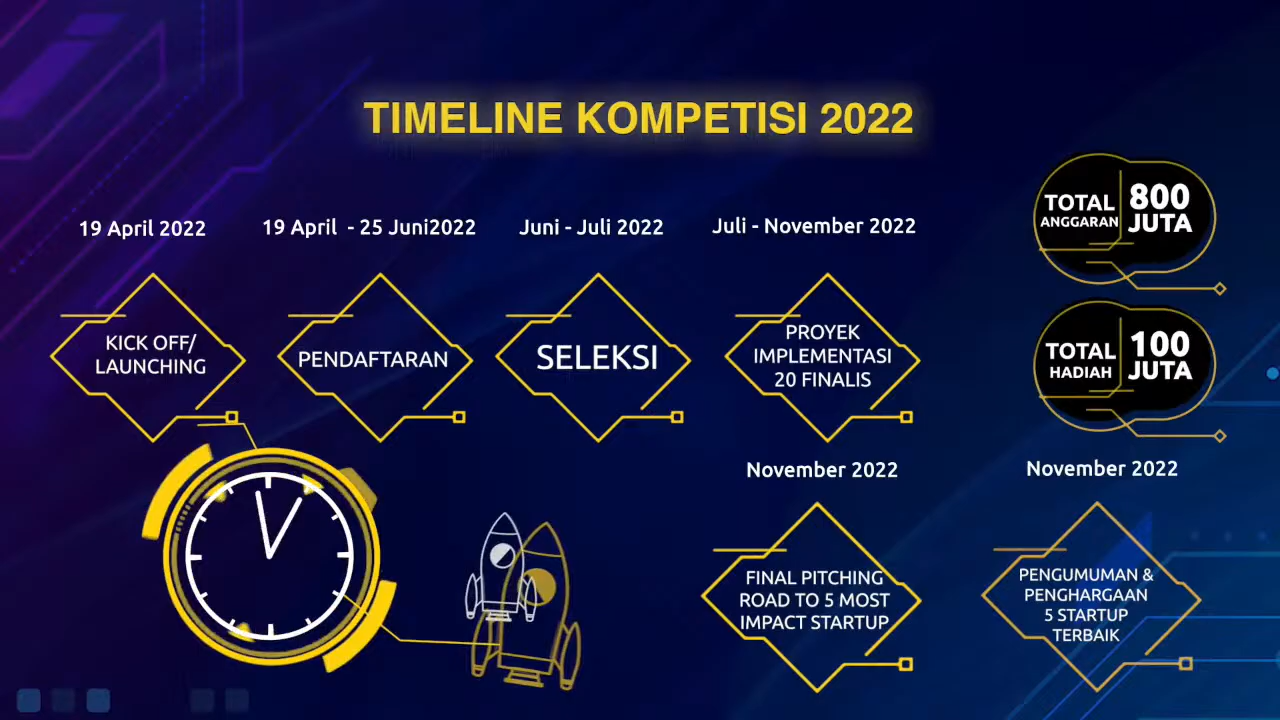 TIMELINE KOMPETISI 2022
19 April 2022
KICK OFF/
LAUNCHING
19 April - 25 Juni2022
PENDAFTARAN
Juni - Juli 2022
SELEKSI
Juli - November 2022
PROYEK
IMPLEMENTASI
20 FINALIS
TOTAL
ANGGARAN
800
JUTA
TOTAL
HADIAH
100
JUTA
November 2022
FINAL PITCHING
ROAD TO 5 MOST
IMPACT STARTUP
November 2022
PENGUMUMAN &
PENGHARGAAN
5 STARTUP
TERBAIK